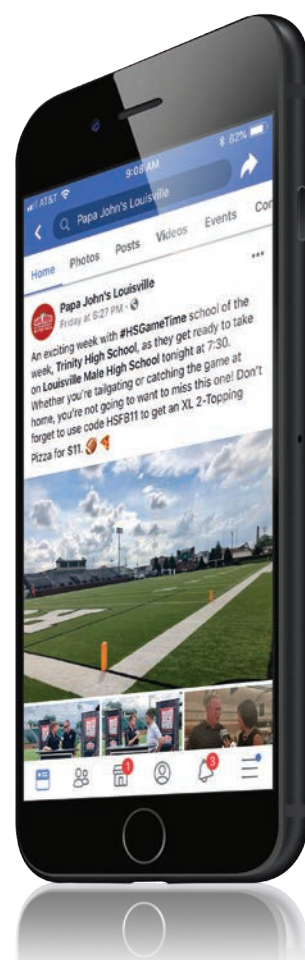 AT&T 9:08 AM 82%
Papa John's Louisville
Home Photos Posts Videos Events Con
Papa John's Louisville
Friday at 6:27 PM ·
An exciting week with #HSGameTime school of the
week, Trinity High School, as they get ready to take
on Louisville Male High School tonight at 7:30.
Whether you're tailgating or catching the game at
home, you're not going to want to miss this one! Don't
forget to use code HSFB11 to get an XL 2-Topping
Pizza for $11.
1 3